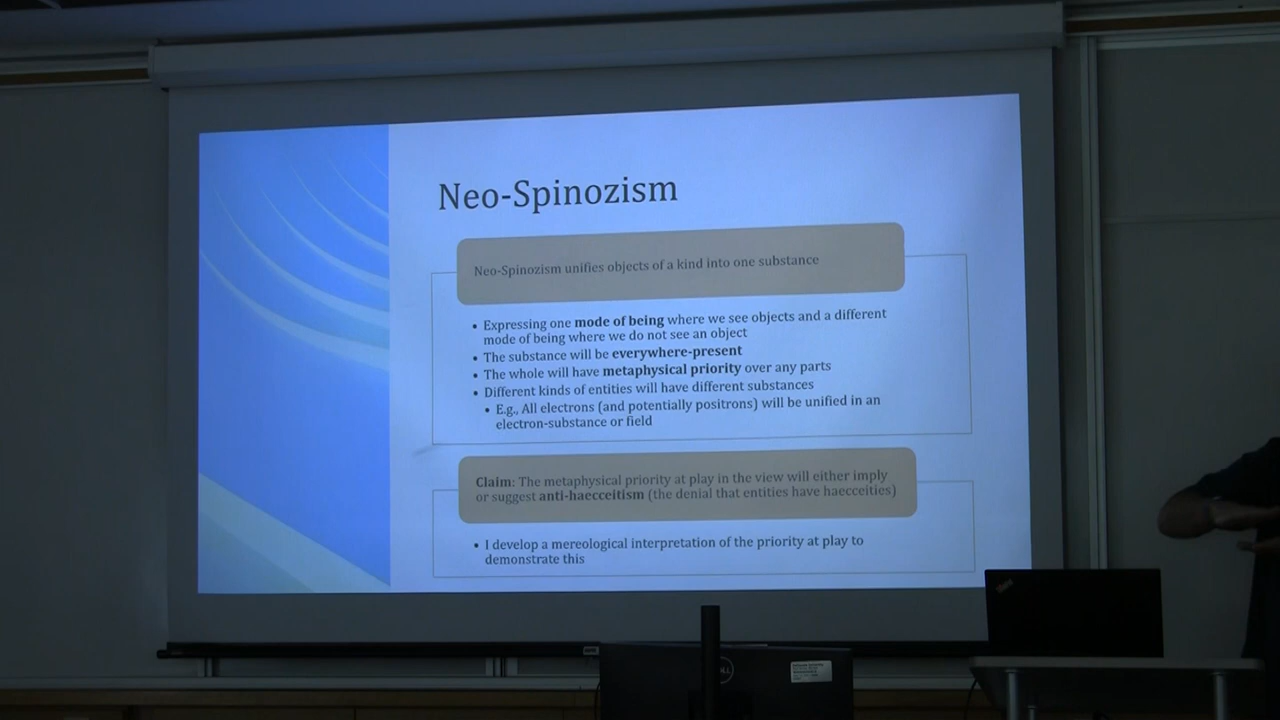 Neo-Spinozism
Neo-Spinozism unifies objects of a kind into one substance
• Expressing one mode of being where we see objects and a different
mode of being where we do not see an object
• The substance will be everywhere-present
• The whole will have metaphysical priority over any parts
• Different kinds of entities will have different substances
• E.g., All electrons (and potentially positrons) will be unified in an
electron-substance or field
Claim: The metaphysical priority at play in the view will either imply
or suggest anti-haecceitism (the denial that entities have haecceities)
• I develop a mereological interpretation of the priority at play to
demonstrate this
DELL